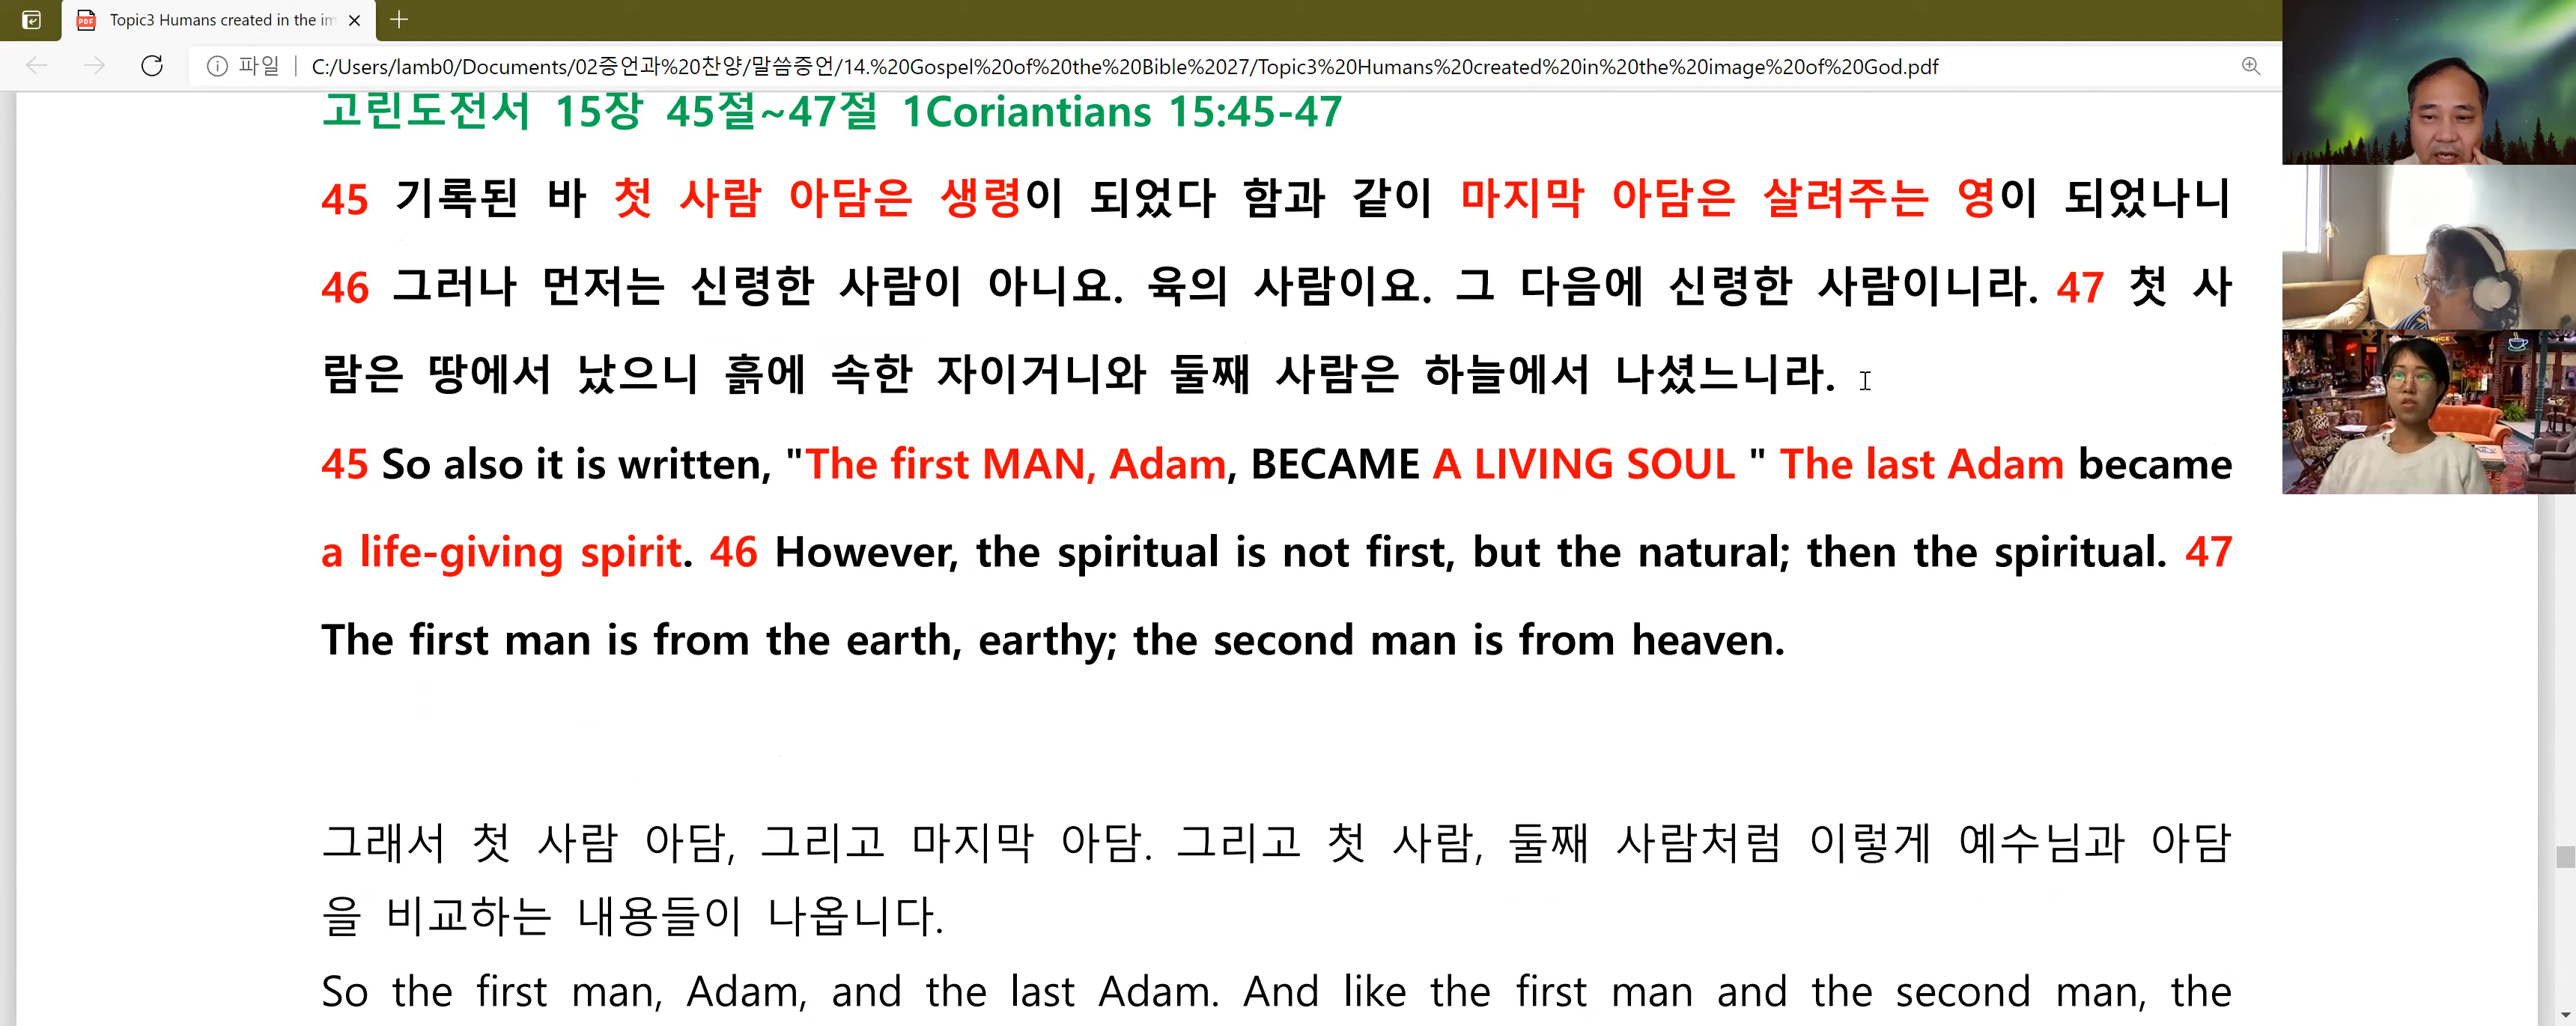 Topic3 Humans created in the im
파일 C:/Users/lamb0/Documents/02증언과%20찬양/말씀증언/14.%20Gospel%20of%20the%20Bible%2027/Topic3%20Humans%20created%20in%20the%20image%20of%20God.pdf
고린도전서 15장 45절~47절 1Coriantians 15:45-47
45 기록된 바 첫 사람 아담은 생령이 되었다 함과 같이 마지막 아담은 살려주는 영이 되었나니
46 그러나 먼저는 신령한 사람이 아니요. 육의 사람이요. 그 다음에 신령한 사람이니라. 47 첫 사
람은 땅에서 났으니 흙에 속한 자이거니와 둘째 사람은 하늘에서 나셨느니라.
45 So also it is written, "The first MAN, Adam, BECAME A LIVING SOUL " The last Adam became
a life-giving spirit. 46 However, the spiritual is not first, but the natural; then the spiritual. 47
The first man is from the earth, earthy; the second man is from heaven.
그래서 첫 사람 아담, 그리고 마지막 아담. 그리고 첫 사람, 둘째 사람처럼 이렇게 예수님과 아담
을 비교하는 내용들이 나옵니다.
So the first man, Adam, and the last Adam. And like the first man and the second man, the